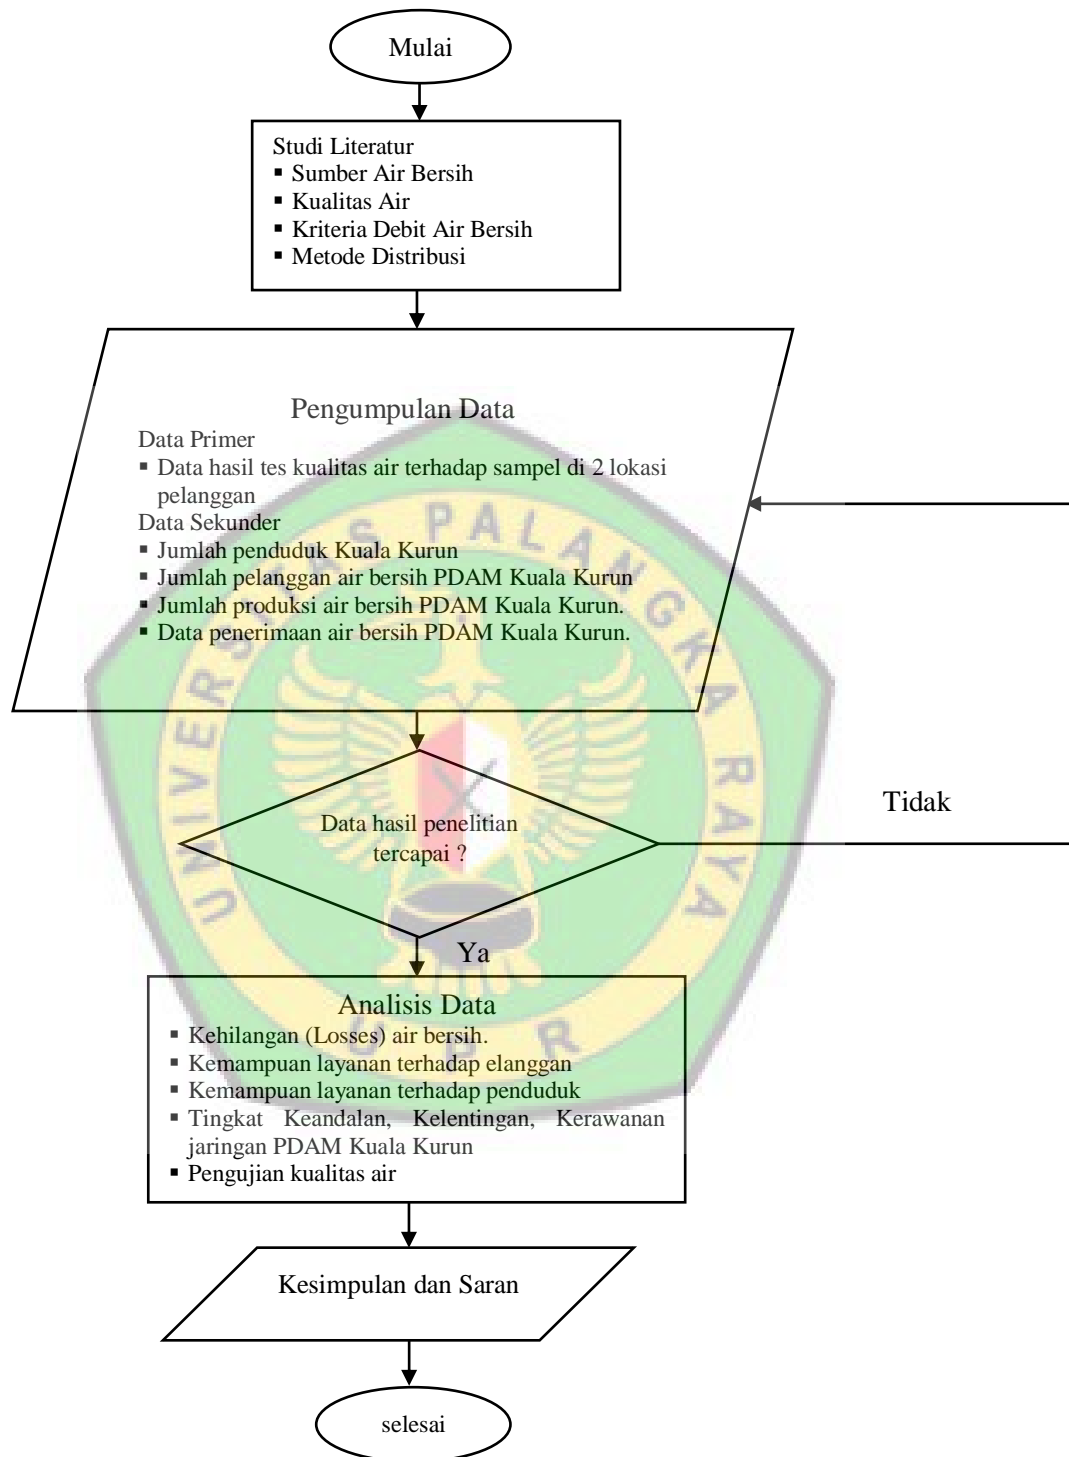 Mulai
Studi Literatur
▪ Sumber Air Bersih
▪ Kualitas Air
▪ Kriteria Debit Air Bersih
▪ Metode Distribusi
Pengumpulan Data
Data Primer
▪ Data hasil tes kualitas air terhadap sampel di 2 lokasi
pelanggan
Data Sekunder
▪ Jumlah penduduk Kuala Kurun
▪ Jumlah pelanggan air bersih PDAM Kuala Kurun
▪ Jumlah produksi air bersih PDAM Kuala Kurun.
▪ Data penerimaan air bersih PDAM Kuala Kurun.
Data hasil penelitian
tercapai ?
Tidak
Ya
Analisis Data
▪ Kehilangan (Losses) air bersih.
▪ Kemampuan layanan terhadap elanggan
▪ Kemampuan layanan terhadap penduduk
▪ Tingkat Keandalan, Kelentingan, Kerawanan
jaringan PDAM Kuala Kurun
▪ Pengujian kualitas air
Kesimpulan dan Saran
selesai
UNIVERSITAS PALANGKA RAYA
UPR